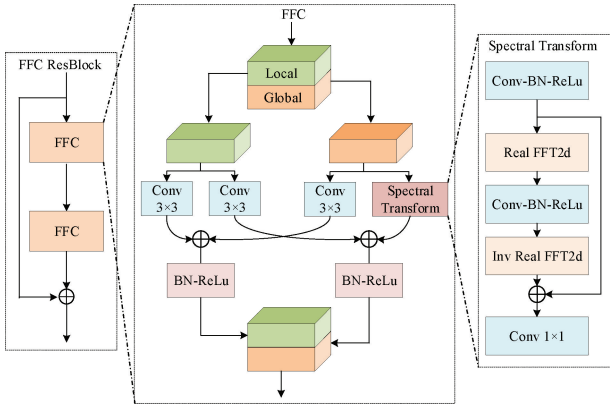 FFC ResBlock
FFC
FFC
FFC
Local
Global
Conv
3×3
Conv
3×3
Conv
3×3
Spectral
Transform
BN-ReLu
BN-ReLu
Spectral Transform
Conv-BN-ReLu
Real FFT2d
Conv-BN-ReLu
Inv Real FFT2d
Conv 1×1